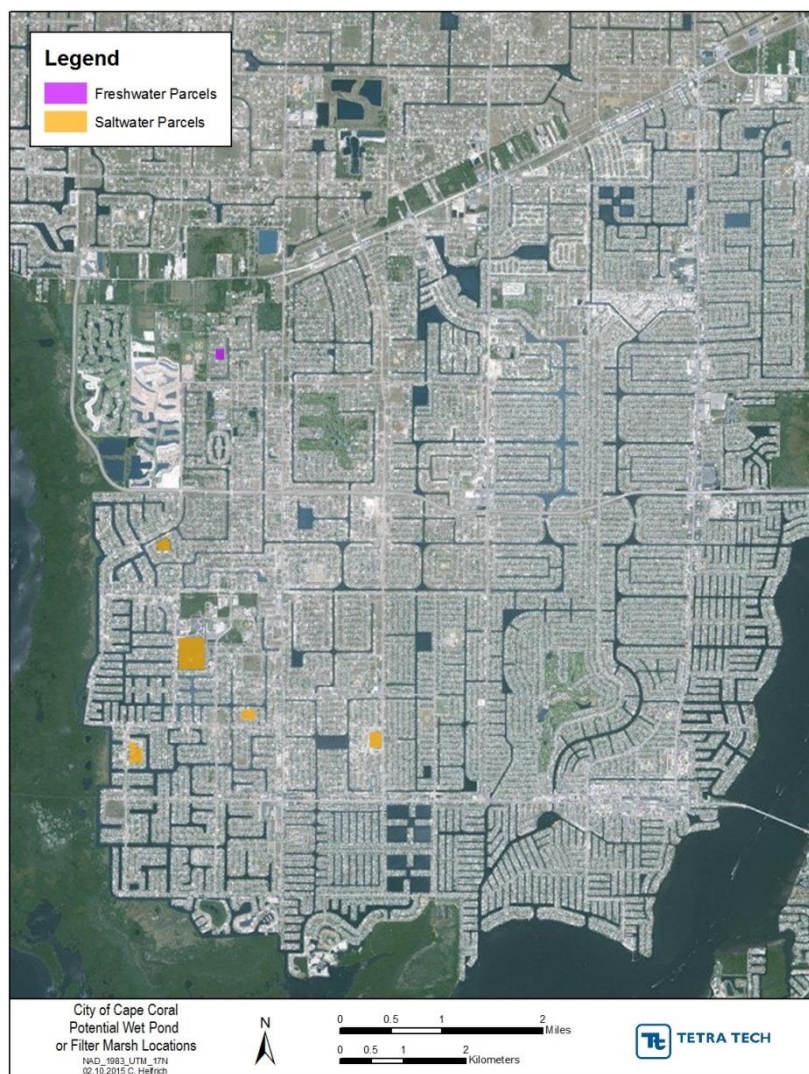 Legend
Freshwater Parcels
Saltwater Parcels
City of Cape Coral
Potential Wet Pond
or Filter Marsh Locations
NAD_1983_UTM_17N
02.10.2015 C. Helfrich
N
0 0.5 1 2
Miles
0 0.5 1 2
Kilometers
Tt TETRA TECH